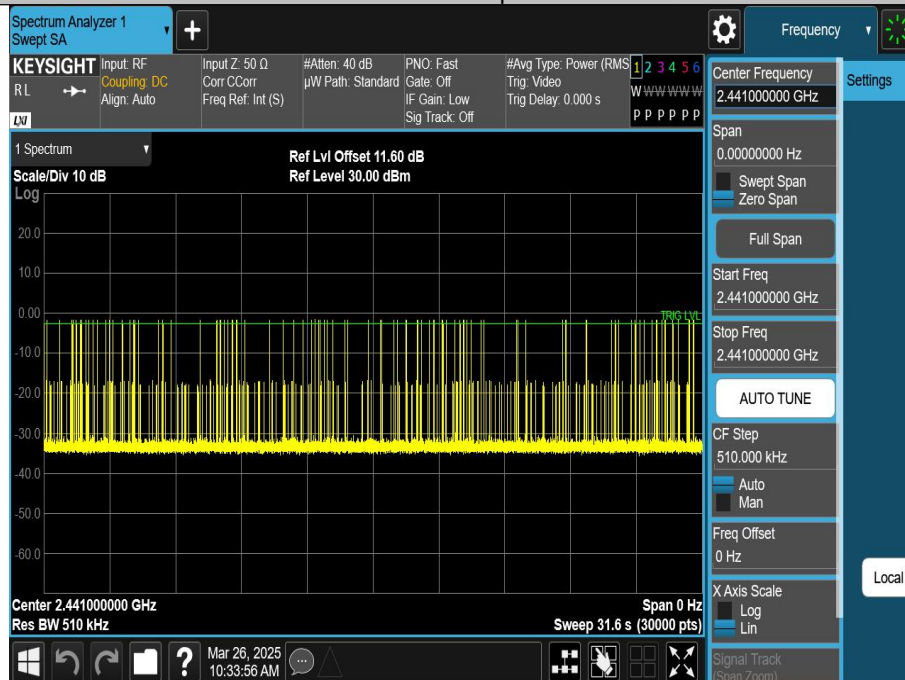 Spectrum Analyzer 1
Swept SA
+
Frequency
KEYSIGHT
RL
LXI
Input: RF
Coupling: DC
Align: Auto
Input Z: 50 Ω
Corr CCorr
Freq Ref: Int (S)
#Atten: 40 dB
µW Path: Standard
PNO: Fast
Gate: Off
IF Gain: Low
Sig Track: Off
#Avg Type: Power (RMS
Trig: Video
Trig Delay: 0.000 s
1 2 3 4 5 6
W W W W W W
P P P P P P
1 Spectrum
Scale/Div 10 dB
Log
Ref Lvl Offset 11.60 dB
Ref Level 30.00 dBm
20.0
10.0
0.00
TRIG LVL
-10.0
-20.0
-30.0
-40.0
-50.0
-60.0
Center 2.441000000 GHz
Res BW 510 kHz
Span 0 Hz
Sweep 31.6 s (30000 pts)
Center Frequency
2.441000000 GHz
Settings
Span
0.00000000 Hz
Swept Span
Zero Span
Full Span
Start Freq
2.441000000 GHz
Stop Freq
2.441000000 GHz
AUTO TUNE
CF Step
510.000 kHz
Auto
Man
Freq Offset
0 Hz
Local
X Axis Scale
Log
Lin
Signal Track
(Span Zoom)
?
Mar 26, 2025
10:33:56 AM